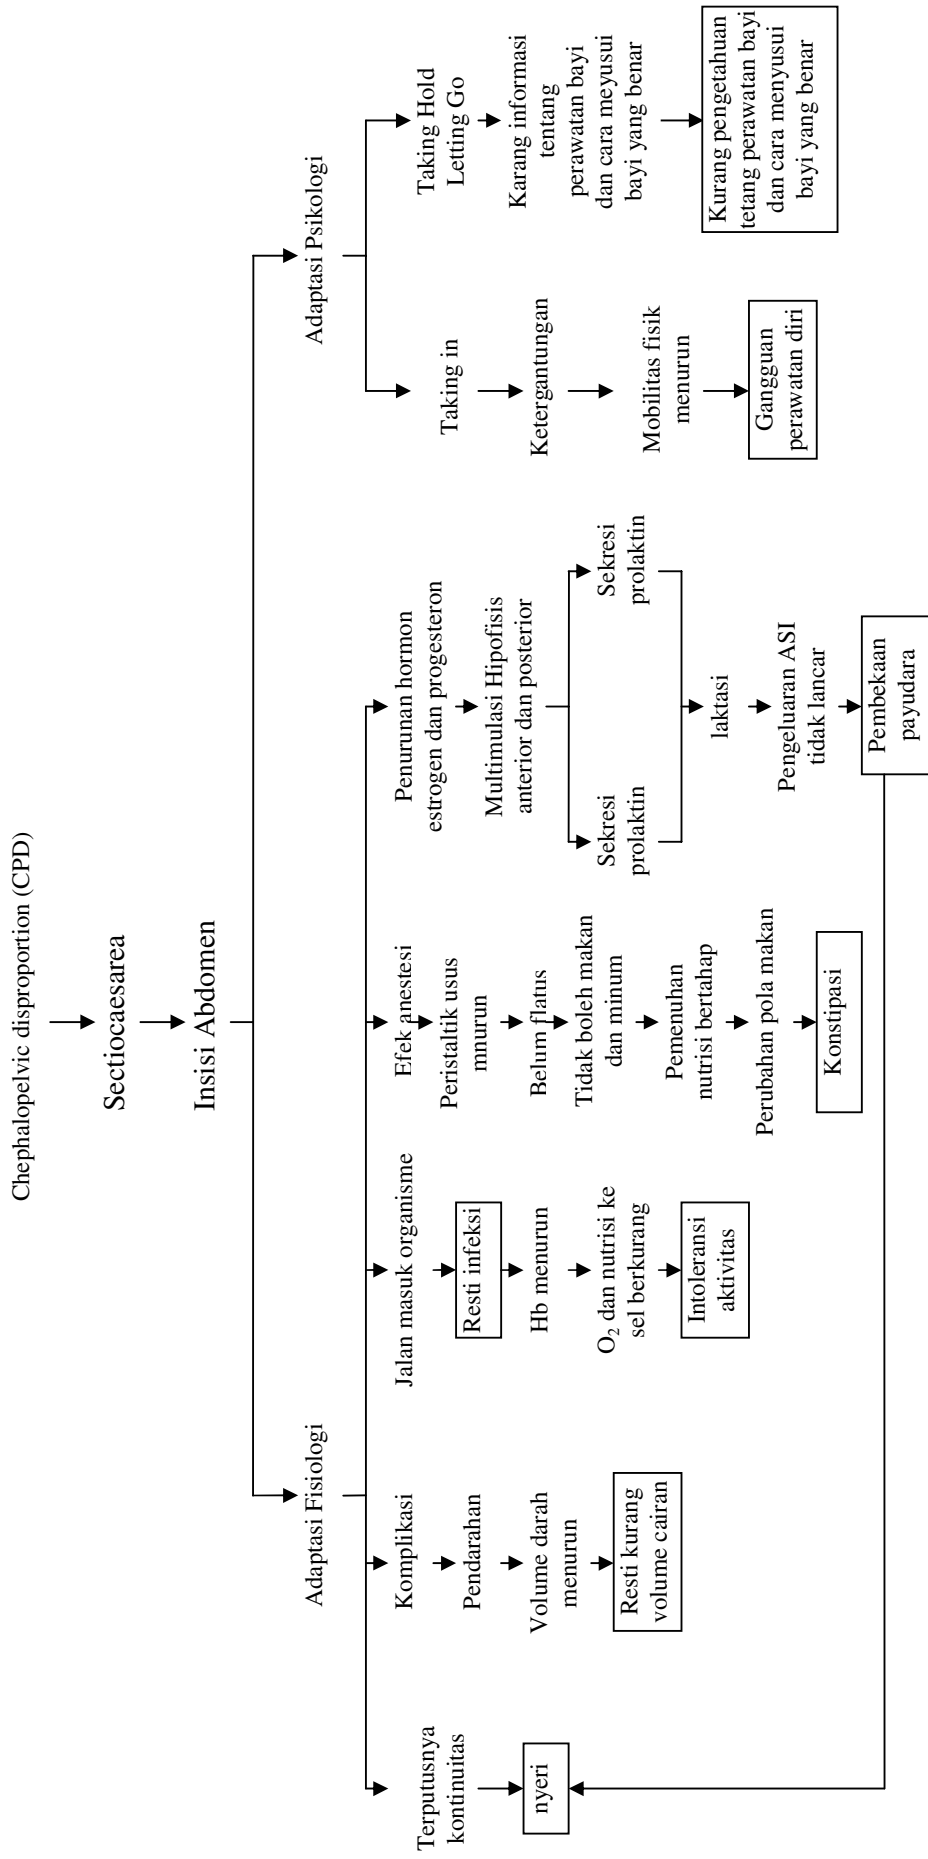 Chephalopelvic disproportion (CPD)
Sectiocaesarea
Insisi Abdomen
Adaptasi Fisiologi
Adaptasi Psikologi
Terputusnya
kontinuitas
nyeri
Komplikasi
Pendarahan
Volume darah
menurun
Resti kurang
volume cairan
Jalan masuk organisme
Resti infeksi
Hb menurun
O₂ dan nutrisi ke
sel berkurang
Intoleransi
aktivitas
Efek anestesi
Peristaltik usus
mnurun
Belum flatus
Tidak boleh makan
dan minum
Pemenuhan
nutrisi bertahap
Perubahan pola makan
Konstipasi
Penurunan hormon
estrogen dan progesteron
Multimulasi Hipofisis
anterior dan posterior
Sekresi
prolaktin
Sekresi
prolaktin
laktasi
Pengeluaran ASI
tidak lancar
Pembekaan
payudara
Taking in
Ketergantungan
Mobilitas fisik
menurun
Gangguan
perawatan diri
Taking Hold
Letting Go
Karang informasi
tentang
perawatan bayi
dan cara meyusui
bayi yang benar
Kurang pengetahuan
tetang perawatan bayi
dan cara menyusui
bayi yang benar